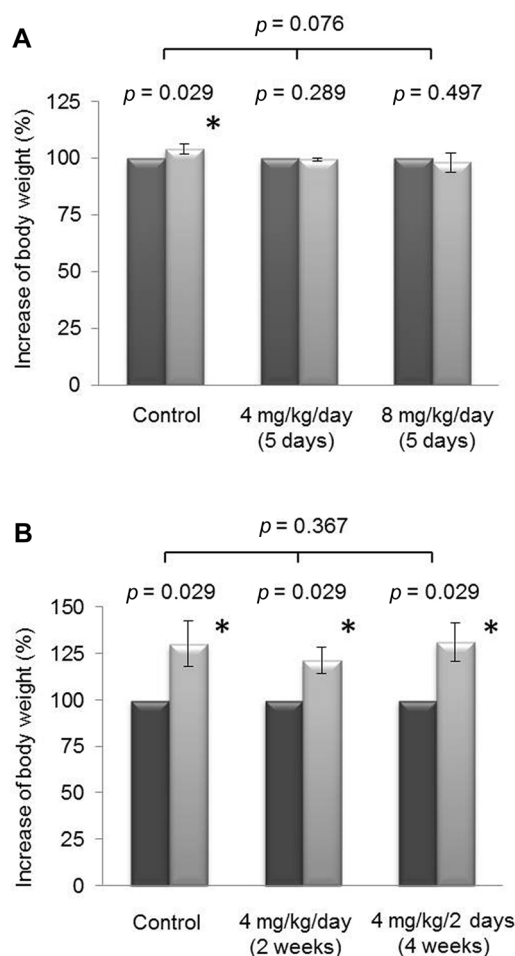 A
p = 0.076
p = 0.029
p = 0.289
p = 0.497
*
Increase of body weight (%)
125
100
75
50
25
0
Control
4 mg/kg/day
(5 days)
8 mg/kg/day
(5 days)
B
p = 0.367
p = 0.029
p = 0.029
p = 0.029
*
*
*
Increase of body weight (%)
150
125
100
75
50
25
0
Control
4 mg/kg/day
(2 weeks)
4 mg/kg/2 days
(4 weeks)